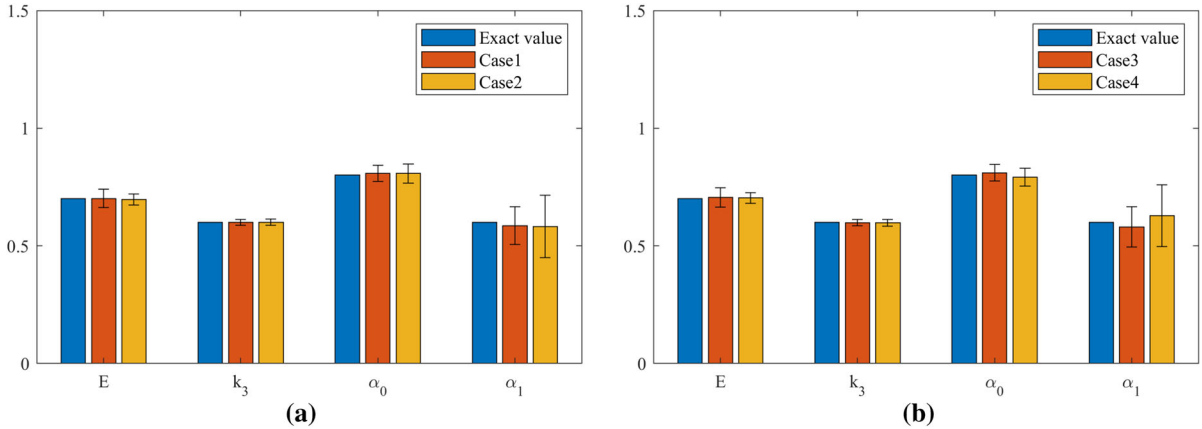 1.5
1
0.5
0
Exact value
Case1
Case2
E
k₃
α₀
α₁
(a)
1.5
1
0.5
0
Exact value
Case3
Case4
E
k₃
α₀
α₁
(b)